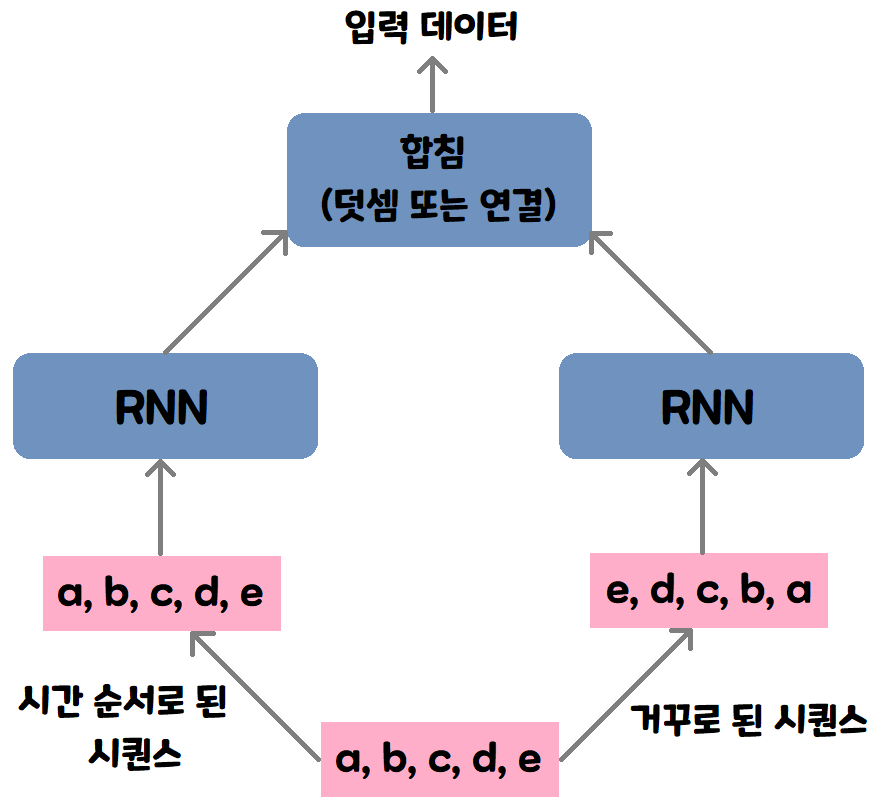 입력 데이터
합침
(덧셈 또는 연결)
RNN
RNN
a, b, c, d, e
e, d, c, b, a
시간 순서로 된
시퀀스
거꾸로 된 시퀀스
a, b, c, d, e